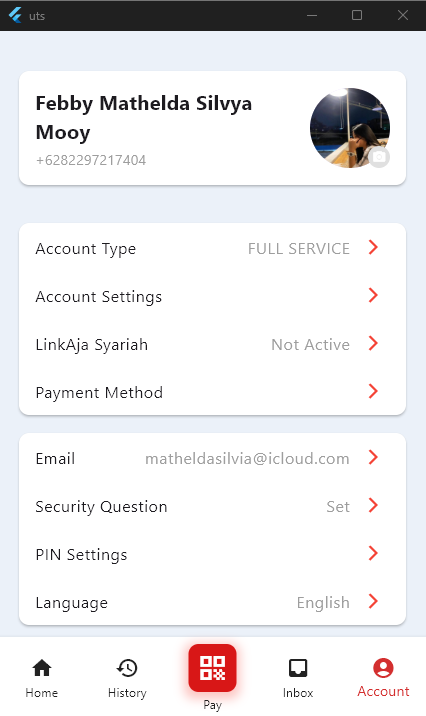 uts
Febby Mathelda Silvya
Mooy
+6282297217404
Account Type FULL SERVICE
Account Settings
LinkAja Syariah Not Active
Payment Method
Email matheldasilvia@icloud.com
Security Question Set
PIN Settings
Language English
Home History Pay Inbox Account